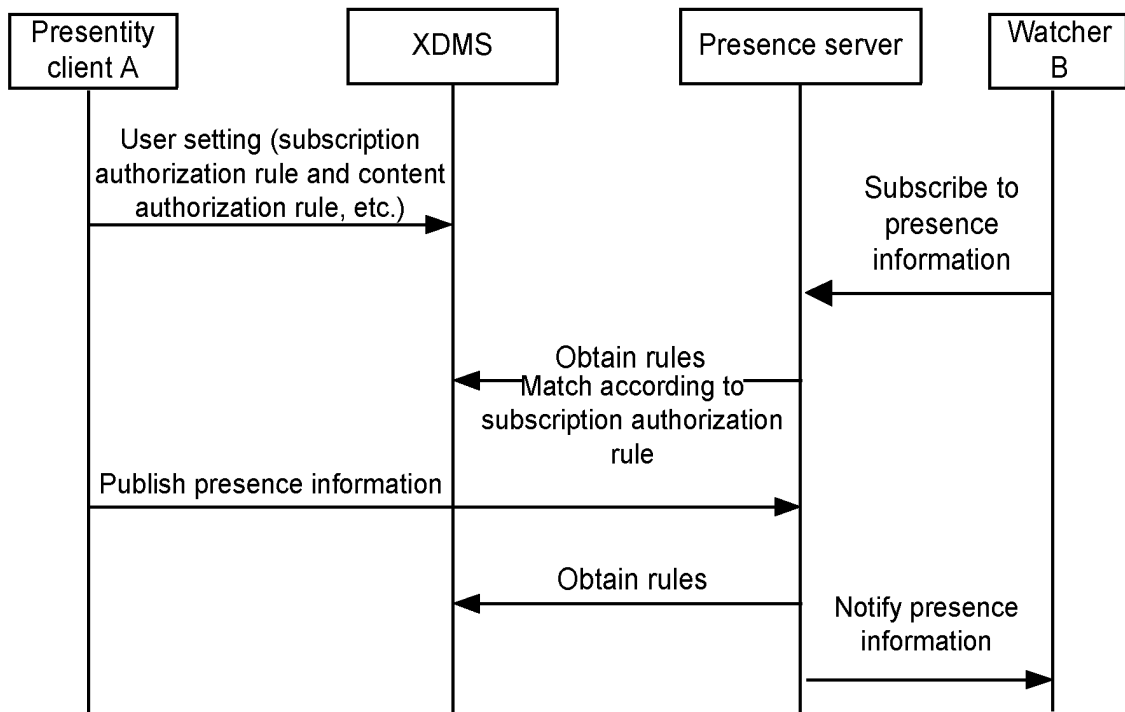 Presentity
client A
XDMS
Presence server
Watcher
B
User setting (subscription
authorization rule and content
authorization rule, etc.)
Subscribe to
presence
information
Obtain rules
Match according to
subscription authorization
rule
Publish presence information
Obtain rules
Notify presence
information